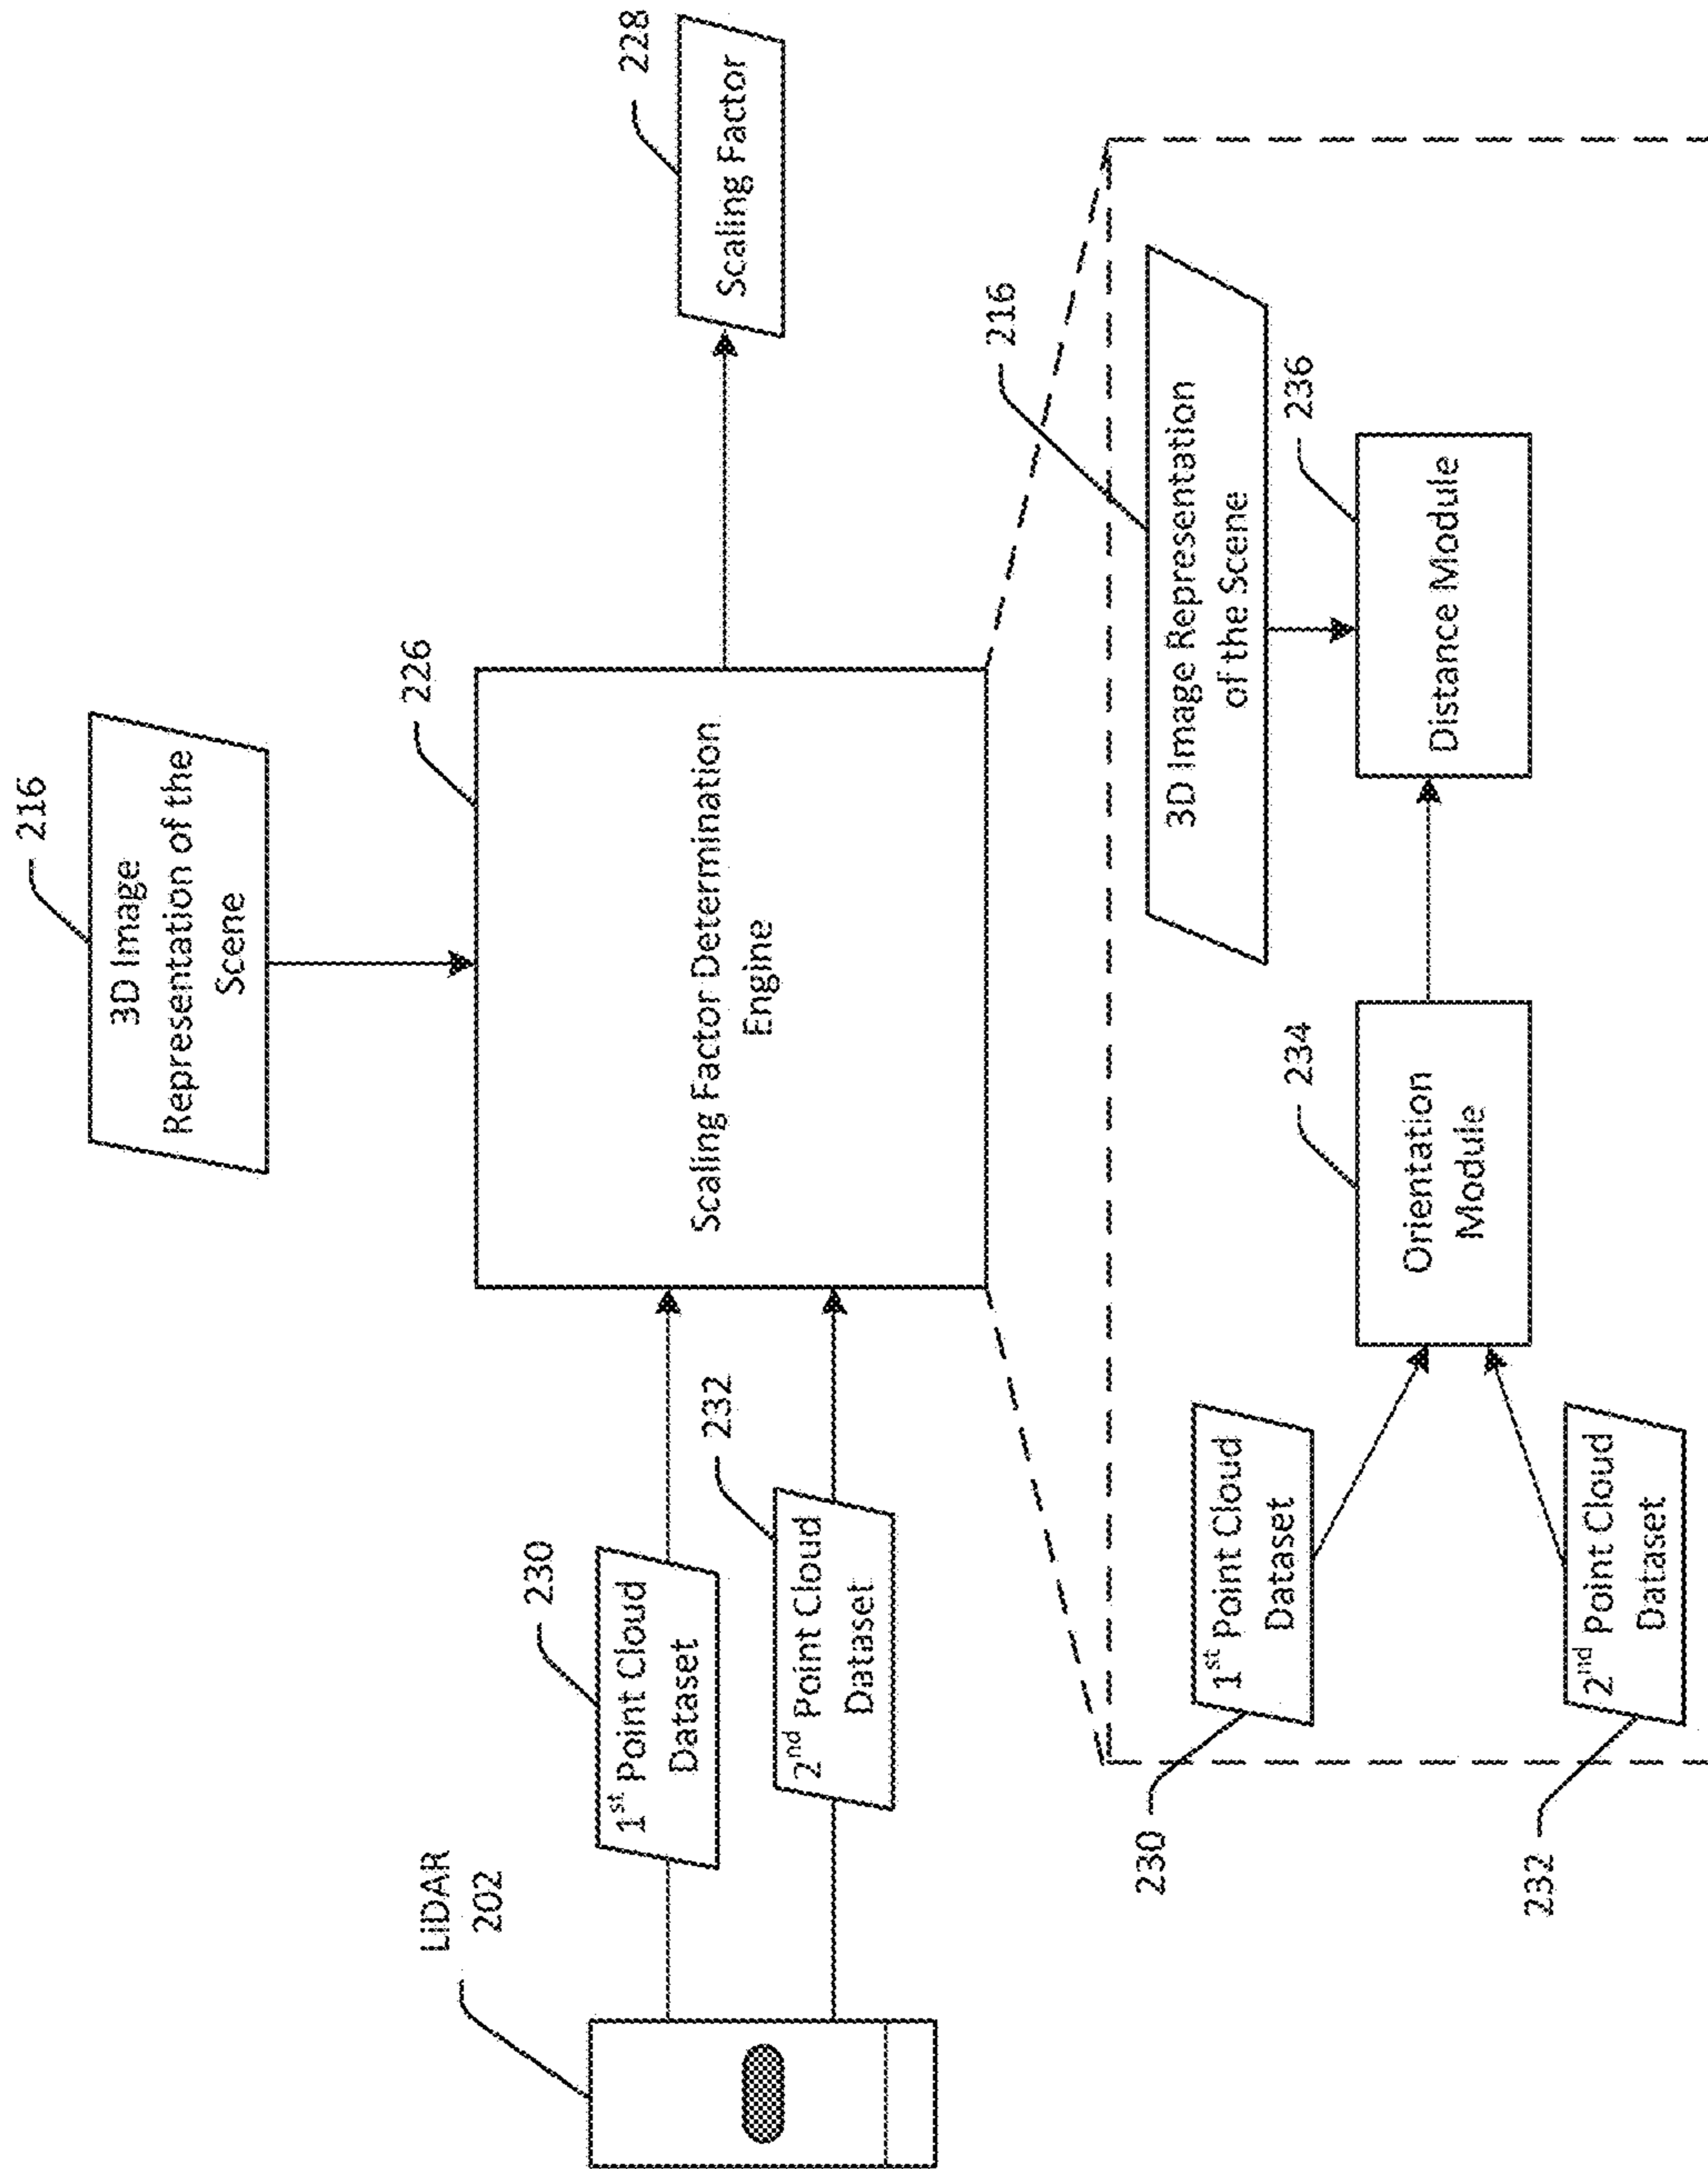 216
3D Image
Representation of the
Scene
226
Scaling Factor Determination
Engine
228
Scaling Factor
LiDAR
202
230
1st Point Cloud
Dataset
232
2nd Point Cloud
Dataset
216
3D Image Representation
of the Scene
234
Orientation
Module
236
Distance Module
1st Point Cloud
Dataset
230
2nd Point Cloud
Dataset
232